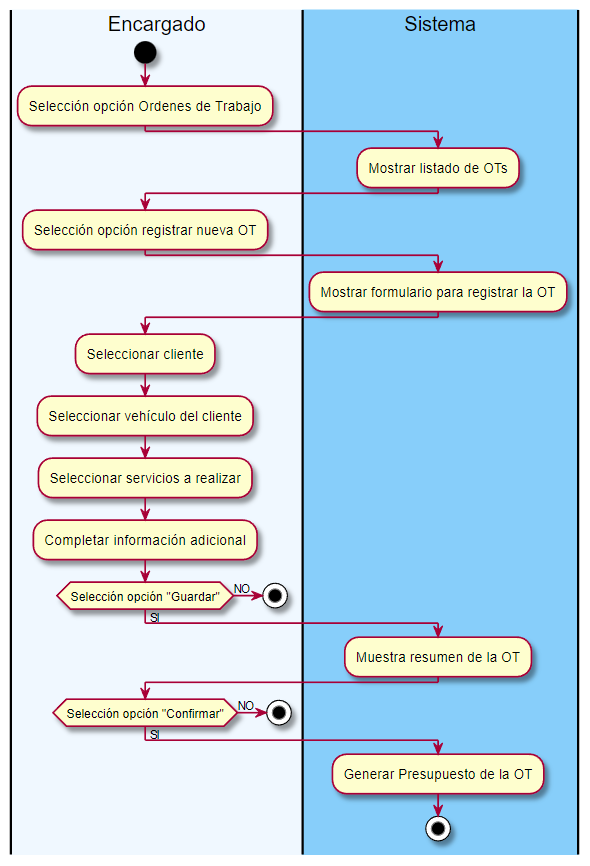 Encargado
Sistema
Selección opción Ordenes de Trabajo
Mostrar listado de OTs
Selección opción registrar nueva OT
Mostrar formulario para registrar la OT
Seleccionar cliente
Seleccionar vehículo del cliente
Seleccionar servicios a realizar
Completar información adicional
Selección opción "Guardar"
NO
SI
Muestra resumen de la OT
Selección opción "Confirmar"
NO
SI
Generar Presupuesto de la OT